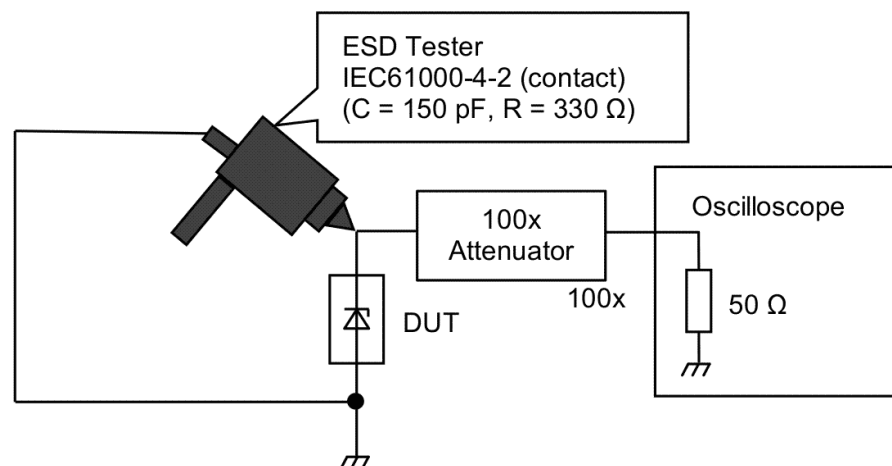 ESD Tester
IEC61000-4-2 (contact)
(C = 150 pF, R = 330 Ω)
100x
Attenuator
100x
Oscilloscope
50 Ω
DUT